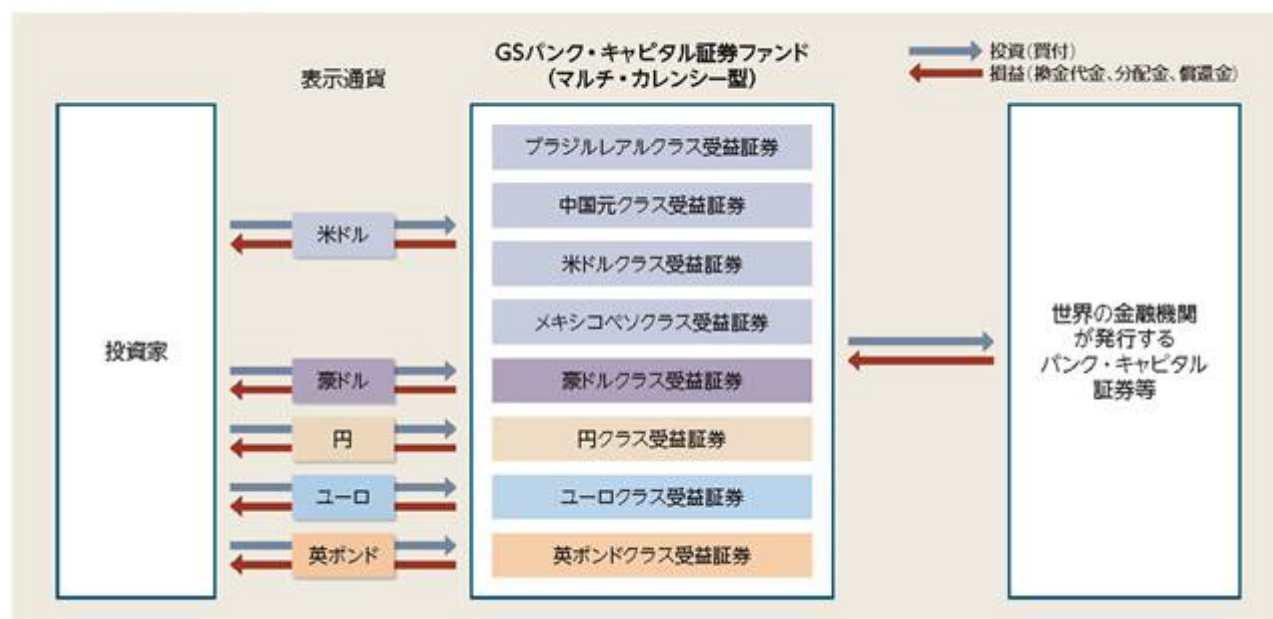 GSバンク・キャピタル証券ファンド
(マルチ・カレンシー型)
表示通貨
投資(買付)
損益(換金代金、分配金、償還金)
投資家
米ドル
豪ドル
円
ユーロ
英ポンド
ブラジルレアルクラス受益証券
中国元クラス受益証券
米ドルクラス受益証券
メキシコペソクラス受益証券
豪ドルクラス受益証券
円クラス受益証券
ユーロクラス受益証券
英ポンドクラス受益証券
世界の金融機関
が発行する
バンク・キャピタル
証券等